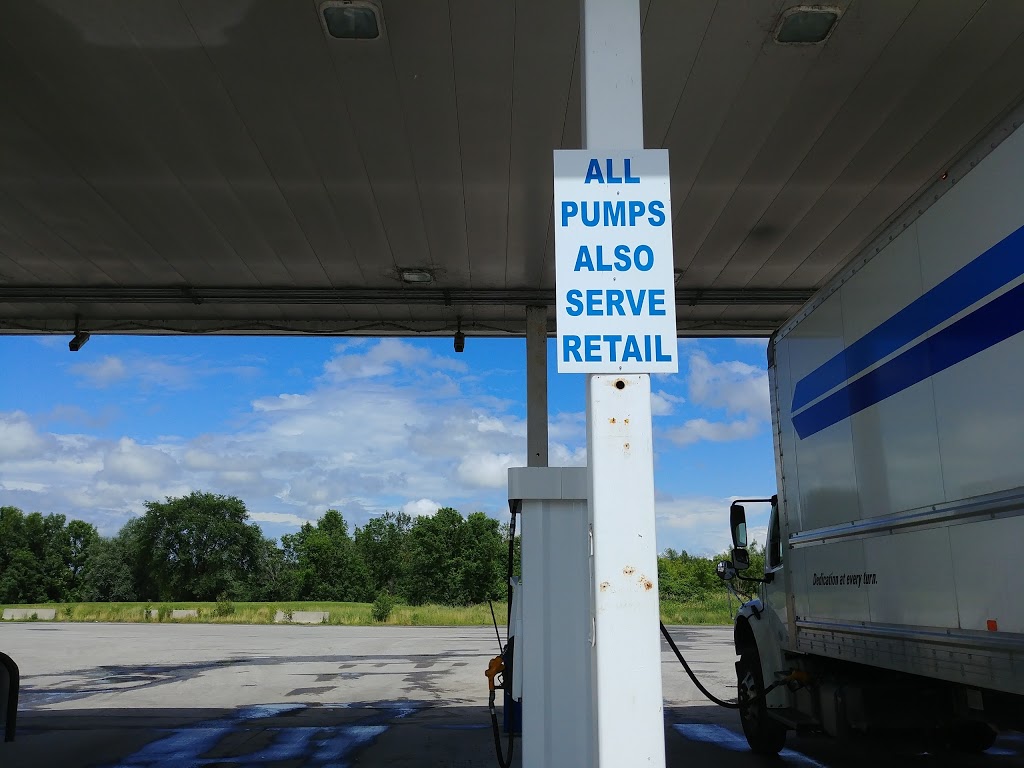 ALL
PUMPS
ALSO
SERVE
RETAIL
Dedication at every turn.